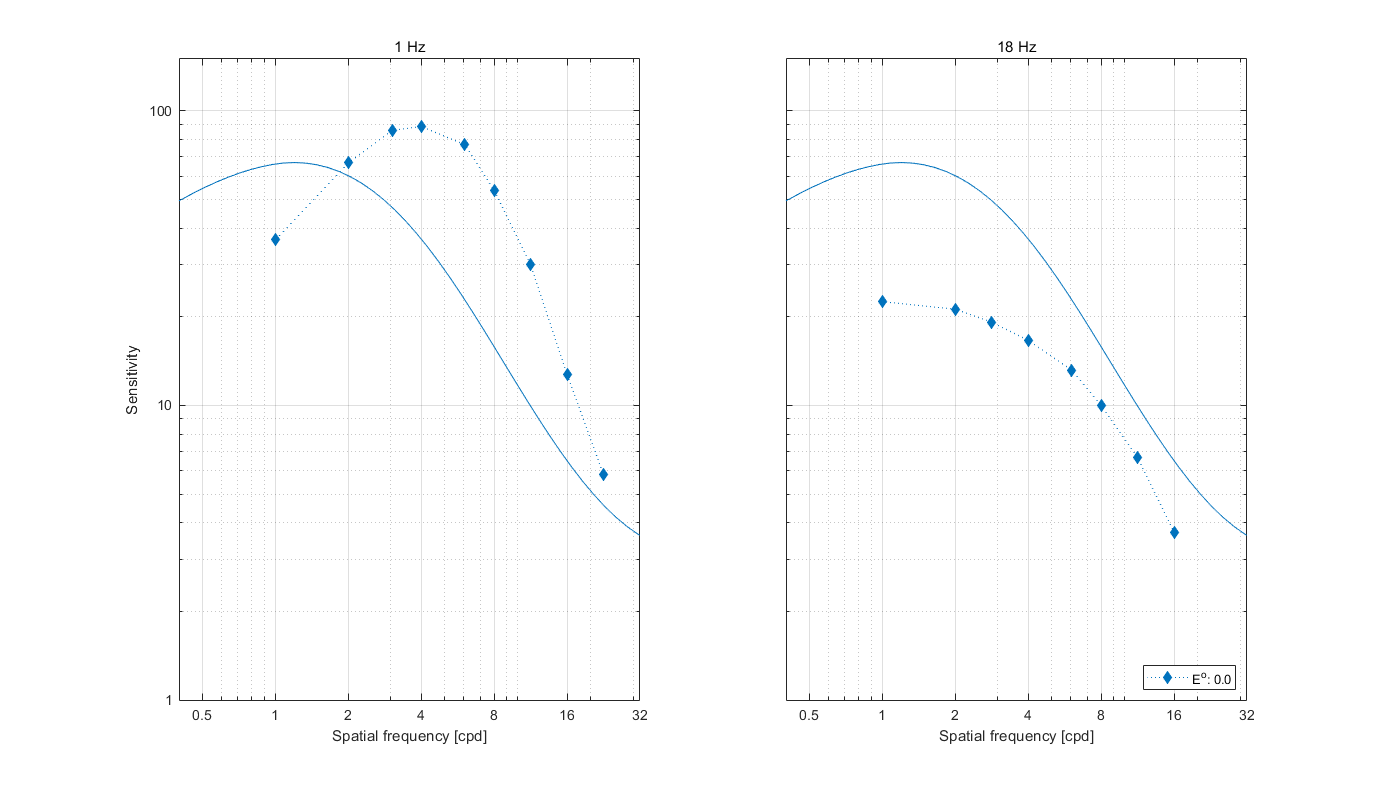 1 Hz
100
10
1
Sensitivity
0.5 1 2 4 8 16 32
Spatial frequency [cpd]
18 Hz
E°: 0.0
0.5 1 2 4 8 16 32
Spatial frequency [cpd]